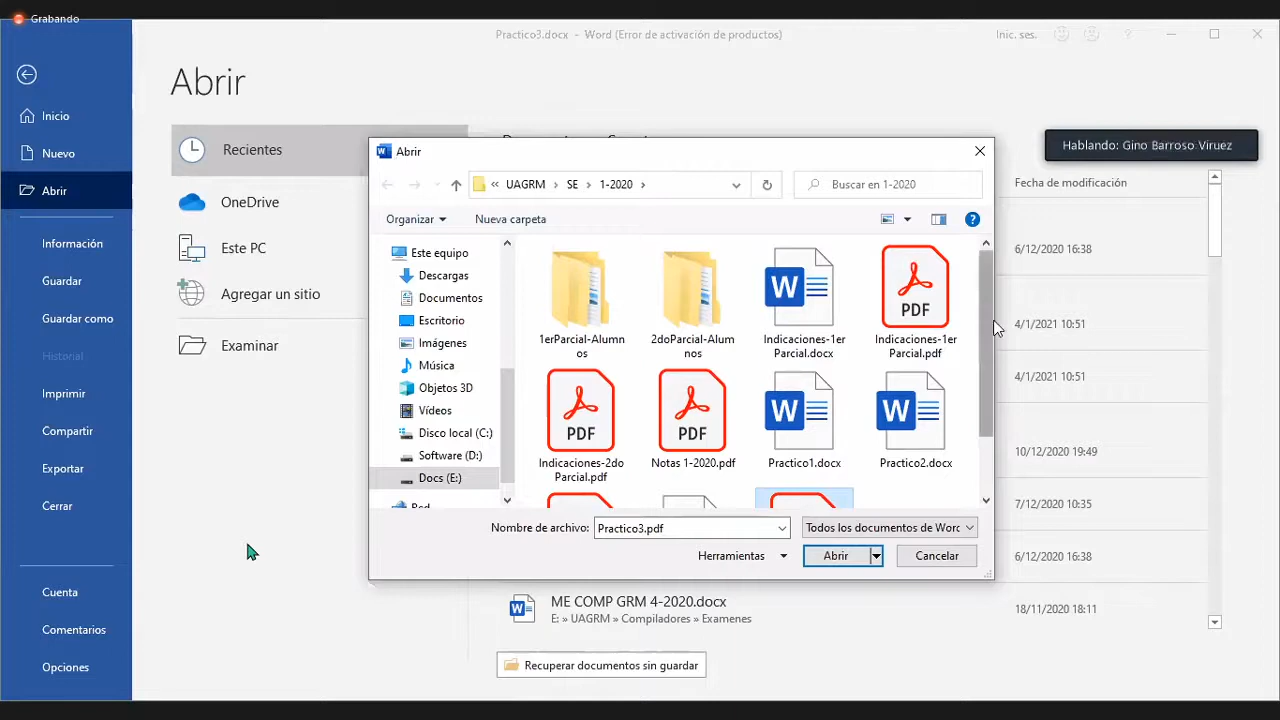 Grabando
Practico3.docx - Word (Error de activación de productos)
Inic. ses.
?
Abrir
Inicio
Nuevo
Abrir
Información
Guardar
Guardar como
Historial
Imprimir
Compartir
Exportar
Cerrar
Cuenta
Comentarios
Opciones
Recientes
OneDrive
Este PC
Agregar un sitio
Examinar
Hablando: Gino Barroso Viruez
Fecha de modificación
6/12/2020 16:38
4/1/2021 10:51
4/1/2021 10:51
10/12/2020 19:49
7/12/2020 10:35
6/12/2020 16:38
18/11/2020 18:11
Abrir
« UAGRM › SE › 1-2020 ›
Buscar en 1-2020
Organizar
Nueva carpeta
?
Este equipo
Descargas
Documentos
Escritorio
Imágenes
Música
Objetos 3D
Vídeos
Disco local (C:)
Software (D:)
Docs (E:)
1erParcial-Alumn
nos
2doParcial-Alum
nos
W
Indicaciones-1er
Parcial.docx
PDF
Indicaciones-1er
Parcial.pdf
PDF
Indicaciones-2do
Parcial.pdf
PDF
Notas 1-2020.pdf
W
Practico1.docx
W
Practico2.docx
Nombre de archivo:
Practico3.pdf
Todos los documentos de Worc
Herramientas
Abrir
Cancelar
ME COMP GRM 4-2020.docx
E: » UAGRM » Compiladores » Examenes
Recuperar documentos sin guardar